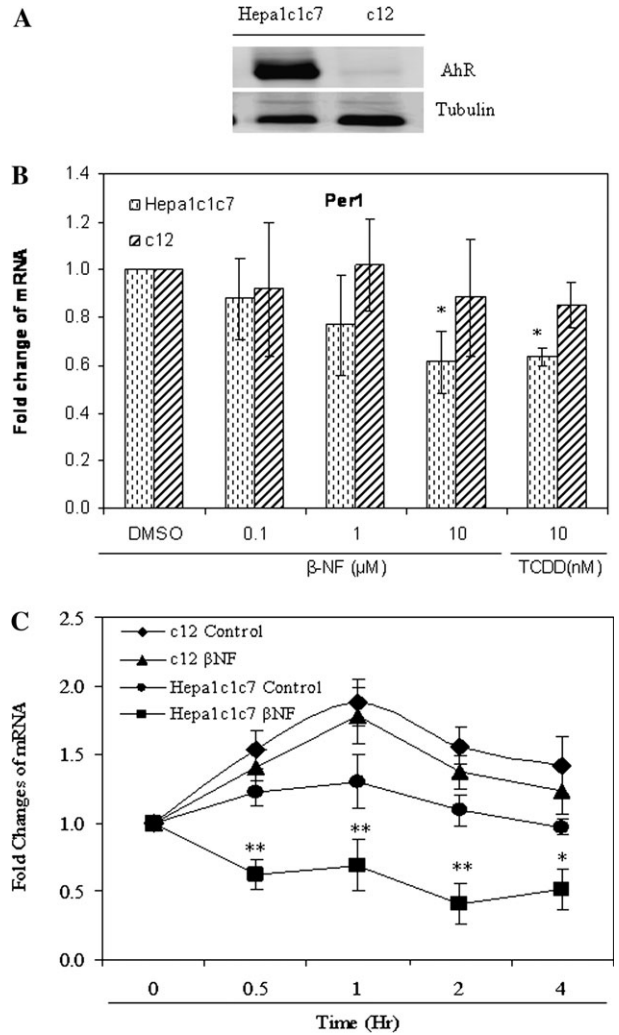 A
Hepa1c1c7 c12
AhR
Tubulin
B
1.4
1.2
1.0
0.8
0.6
0.4
0.2
0.0
Fold change of mRNA
Hepa1c1c7
c12
Per1
*
*
DMSO 0.1 1 10 10
β-NF (µM) TCDD(nM)
C
2.5
2.0
1.5
1.0
0.5
0.0
Fold Changes of mRNA
c12 Control
c12 βNF
Hepa1c1c7 Control
Hepa1c1c7 βNF
** ** ** *
0 0.5 1 2 4
Time (Hr)